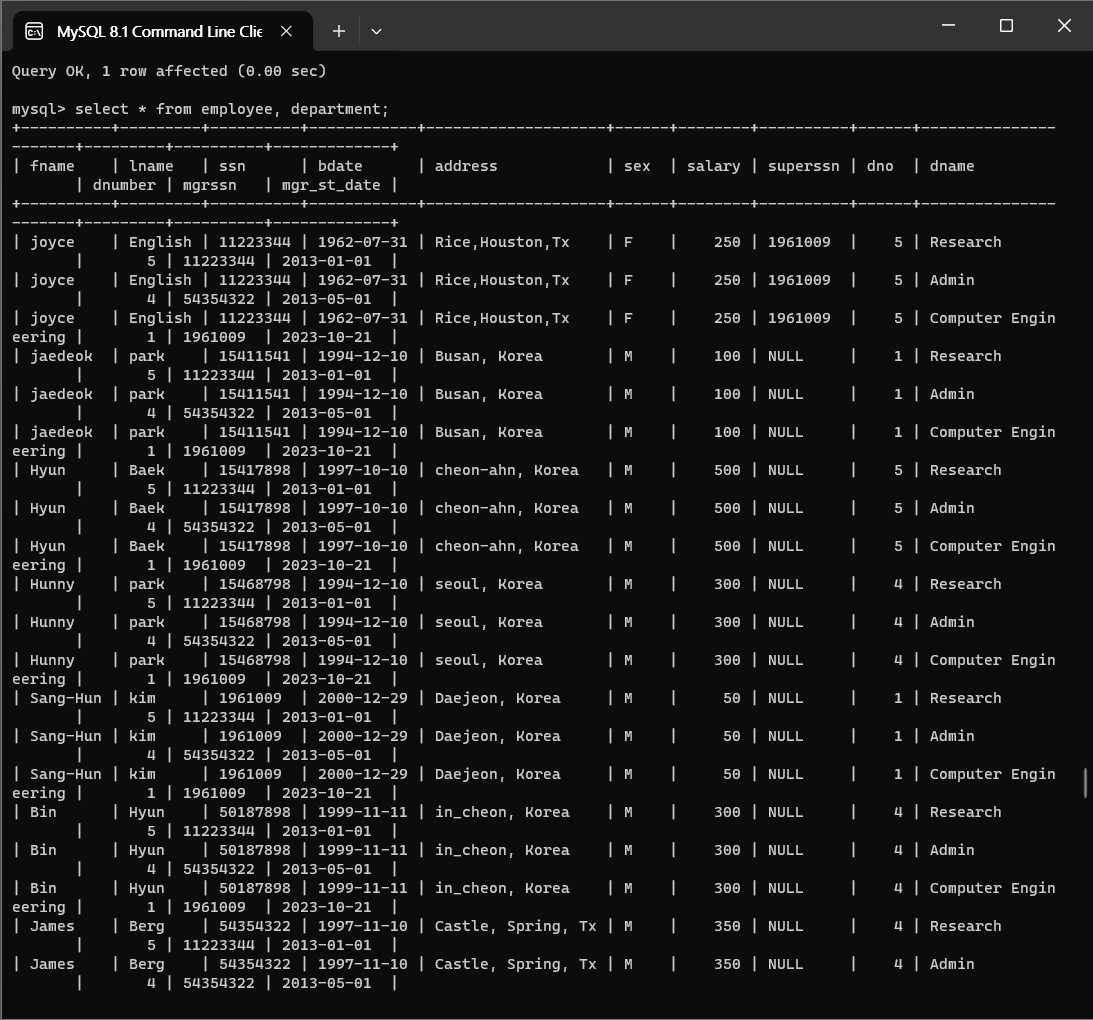 MySQL 8.1 Command Line Clie
Query OK, 1 row affected (0.00 sec)
mysql> select * from employee, department;
+----------+---------+----------+------------+--------------------+------+--------+----------+------+---------------
-------+---------+----------+-------------+
| fname    | lname   | ssn      | bdate      | address            | sex  | salary | superssn | dno  | dname
       | dnumber | mgrssn   | mgr_st_date |
+----------+---------+----------+------------+--------------------+------+--------+----------+------+---------------
-------+---------+----------+-------------+
| joyce    | English | 11223344 | 1962-07-31 | Rice,Houston,Tx    | F    |    250 | 1961009  |    5 | Research
       |       5 | 11223344 | 2013-01-01  |
| joyce    | English | 11223344 | 1962-07-31 | Rice,Houston,Tx    | F    |    250 | 1961009  |    5 | Admin
       |       4 | 54354322 | 2013-05-01  |
| joyce    | English | 11223344 | 1962-07-31 | Rice,Houston,Tx    | F    |    250 | 1961009  |    5 | Computer Engin
eering |       1 | 1961009  | 2023-10-21  |
| jaedeok  | park    | 15411541 | 1994-12-10 | Busan, Korea       | M    |    100 | NULL     |    1 | Research
       |       5 | 11223344 | 2013-01-01  |
| jaedeok  | park    | 15411541 | 1994-12-10 | Busan, Korea       | M    |    100 | NULL     |    1 | Admin
       |       4 | 54354322 | 2013-05-01  |
| jaedeok  | park    | 15411541 | 1994-12-10 | Busan, Korea       | M    |    100 | NULL     |    1 | Computer Engin
eering |       1 | 1961009  | 2023-10-21  |
| Hyun     | Baek    | 15417898 | 1997-10-10 | cheon-ahn, Korea   | M    |    500 | NULL     |    5 | Research
       |       5 | 11223344 | 2013-01-01  |
| Hyun     | Baek    | 15417898 | 1997-10-10 | cheon-ahn, Korea   | M    |    500 | NULL     |    5 | Admin
       |       4 | 54354322 | 2013-05-01  |
| Hyun     | Baek    | 15417898 | 1997-10-10 | cheon-ahn, Korea   | M    |    500 | NULL     |    5 | Computer Engin
eering |       1 | 1961009  | 2023-10-21  |
| Hunny    | park    | 15468798 | 1994-12-10 | seoul, Korea       | M    |    300 | NULL     |    4 | Research
       |       5 | 11223344 | 2013-01-01  |
| Hunny    | park    | 15468798 | 1994-12-10 | seoul, Korea       | M    |    300 | NULL     |    4 | Admin
       |       4 | 54354322 | 2013-05-01  |
| Hunny    | park    | 15468798 | 1994-12-10 | seoul, Korea       | M    |    300 | NULL     |    4 | Computer Engin
eering |       1 | 1961009  | 2023-10-21  |
| Sang-Hun | kim     | 1961009  | 2000-12-29 | Daejeon, Korea     | M    |     50 | NULL     |    1 | Research
       |       5 | 11223344 | 2013-01-01  |
| Sang-Hun | kim     | 1961009  | 2000-12-29 | Daejeon, Korea     | M    |     50 | NULL     |    1 | Admin
       |       4 | 54354322 | 2013-05-01  |
| Sang-Hun | kim     | 1961009  | 2000-12-29 | Daejeon, Korea     | M    |     50 | NULL     |    1 | Computer Engin
eering |       1 | 1961009  | 2023-10-21  |
| Bin      | Hyun    | 50187898 | 1999-11-11 | in_cheon, Korea    | M    |    300 | NULL     |    4 | Research
       |       5 | 11223344 | 2013-01-01  |
| Bin      | Hyun    | 50187898 | 1999-11-11 | in_cheon, Korea    | M    |    300 | NULL     |    4 | Admin
       |       4 | 54354322 | 2013-05-01  |
| Bin      | Hyun    | 50187898 | 1999-11-11 | in_cheon, Korea    | M    |    300 | NULL     |    4 | Computer Engin
eering |       1 | 1961009  | 2023-10-21  |
| James    | Berg    | 54354322 | 1997-11-10 | Castle, Spring, Tx | M    |    350 | NULL     |    4 | Research
       |       5 | 11223344 | 2013-01-01  |
| James    | Berg    | 54354322 | 1997-11-10 | Castle, Spring, Tx | M    |    350 | NULL     |    4 | Admin
       |       4 | 54354322 | 2013-05-01  |